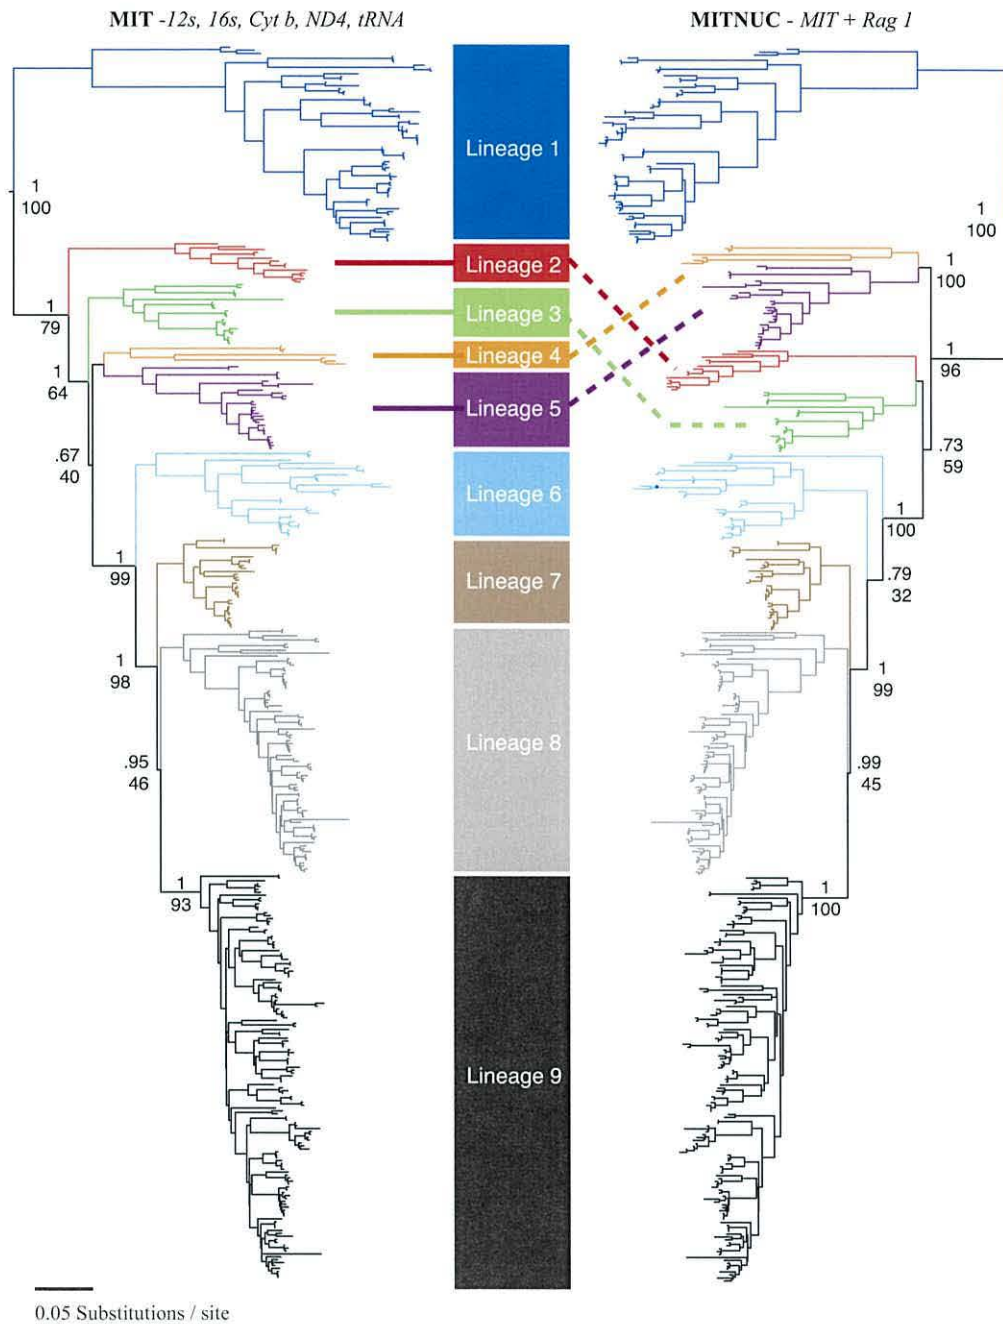 MIT -12s, 16s, Cyt b, ND4, tRNA
MITNUC - MIT + Rag 1
Lineage 1
1
100
1
100
Lineage 2
1
100
1
79
Lineage 3
Lineage 4
1
96
1
64
Lineage 5
.67
40
.73
59
Lineage 6
1
100
1
99
Lineage 7
.79
32
1
98
1
99
Lineage 8
.95
46
.99
45
1
93
1
100
Lineage 9
0.05 Substitutions / site